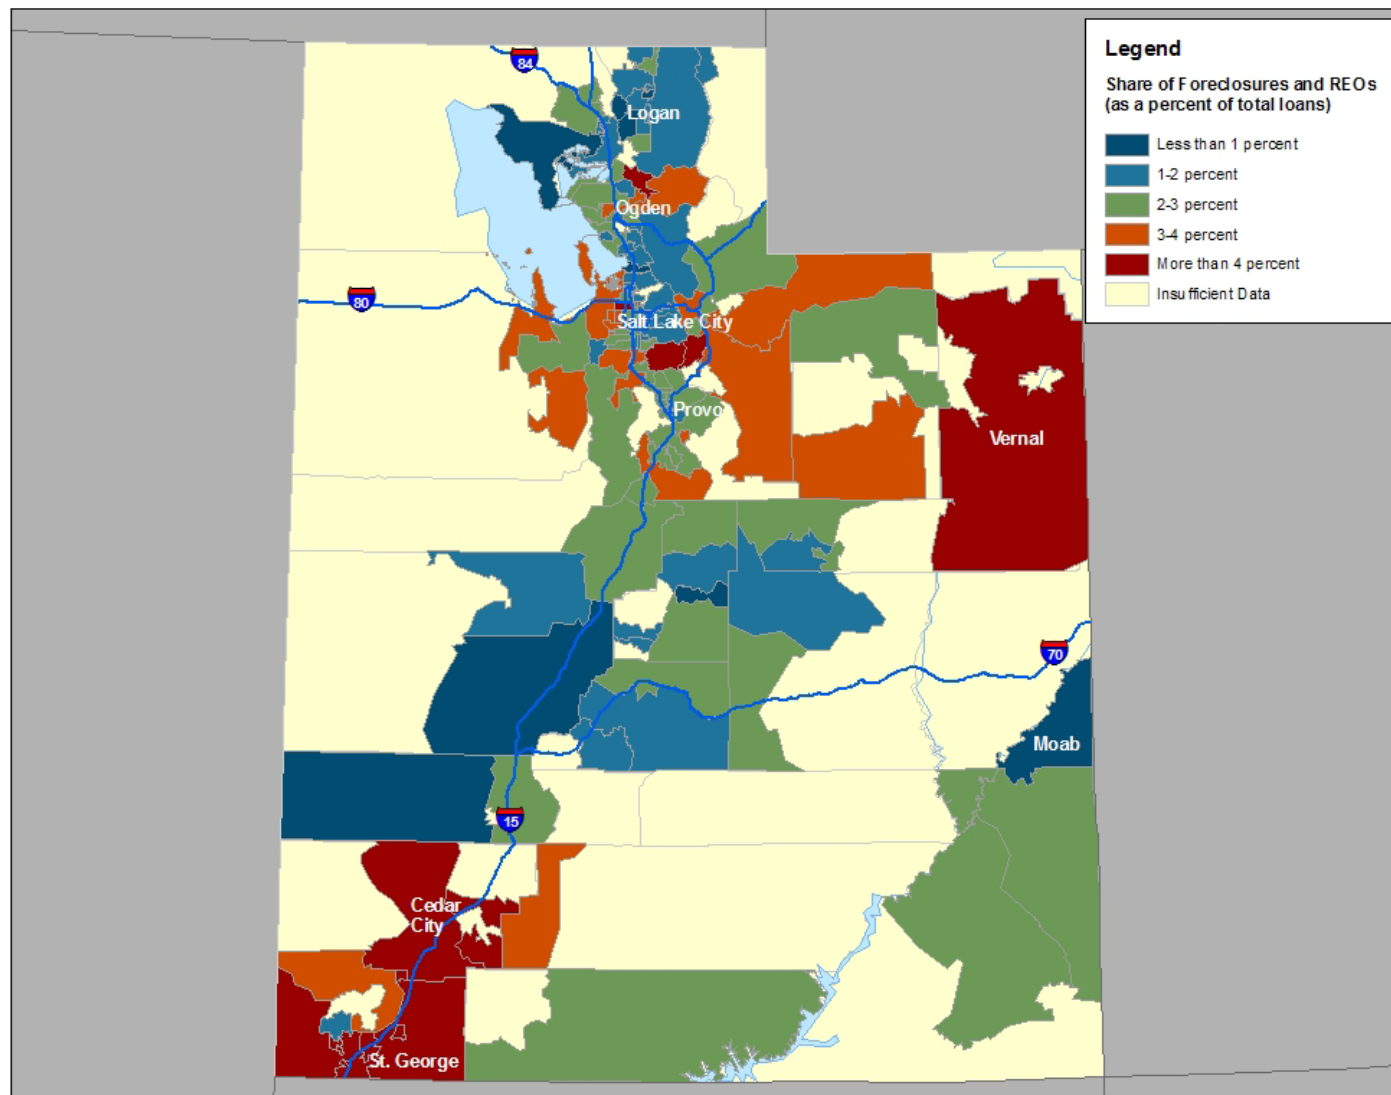 Legend
Share of Foreclosures and REOs
(as a percent of total loans)
Less than 1 percent
1-2 percent
2-3 percent
3-4 percent
More than 4 percent
Insufficient Data
84
Logan
Ogden
80
Salt Lake City
Provo
Vernal
70
Moab
15
Cedar
City
St. George